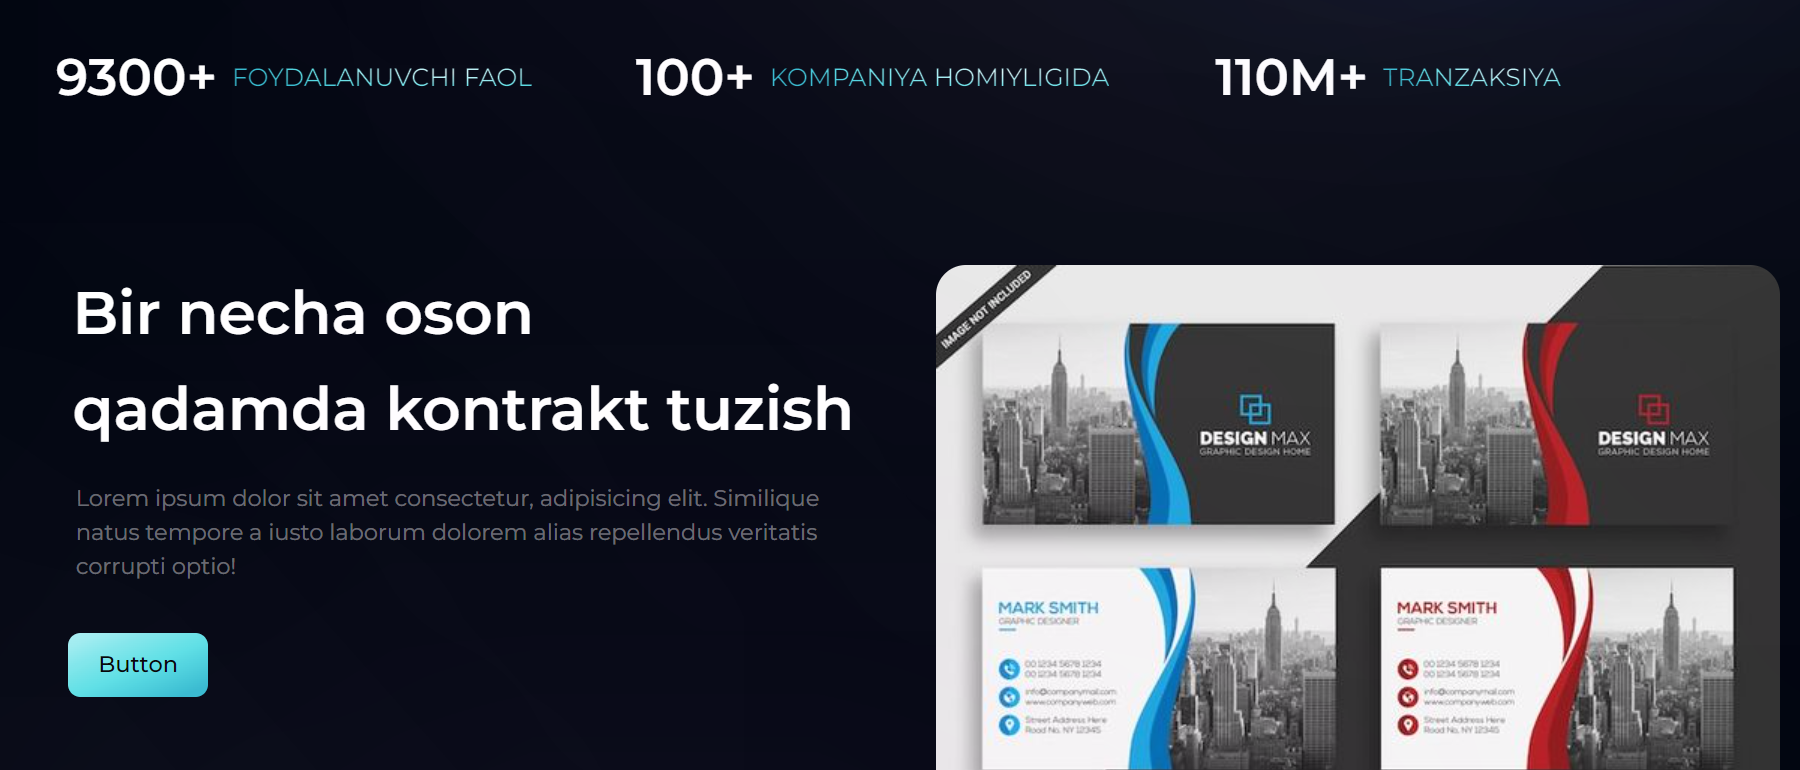 9300+ FOYDALANUVCHI FAOL
100+ KOMPANIYA HOMIYLIGIDA
110M+ TRANZAKSIYA
Bir necha oson
qadamda kontrakt tuzish
Lorem ipsum dolor sit amet consectetur, adipisicing elit. Similique
natus tempore a iusto laborum dolorem alias repellendus veritatis
corrupti optio!
Button
IMAGE NOT INCLUDED
DESIGN MAX
GRAPHIC DESIGN HOME
DESIGN MAX
GRAPHIC DESIGN HOME
MARK SMITH
GRAPHIC DESIGNER
00 1234 5678 1234
00 1234 5678 1234
info@companymail.com
www.companyweb.com
Street Address Here
Road No, NY 12345
MARK SMITH
GRAPHIC DESIGNER
00 1234 5678 1234
00 1234 5678 1234
info@companymail.com
www.companyweb.com
Street Address Here
Road No, NY 12345